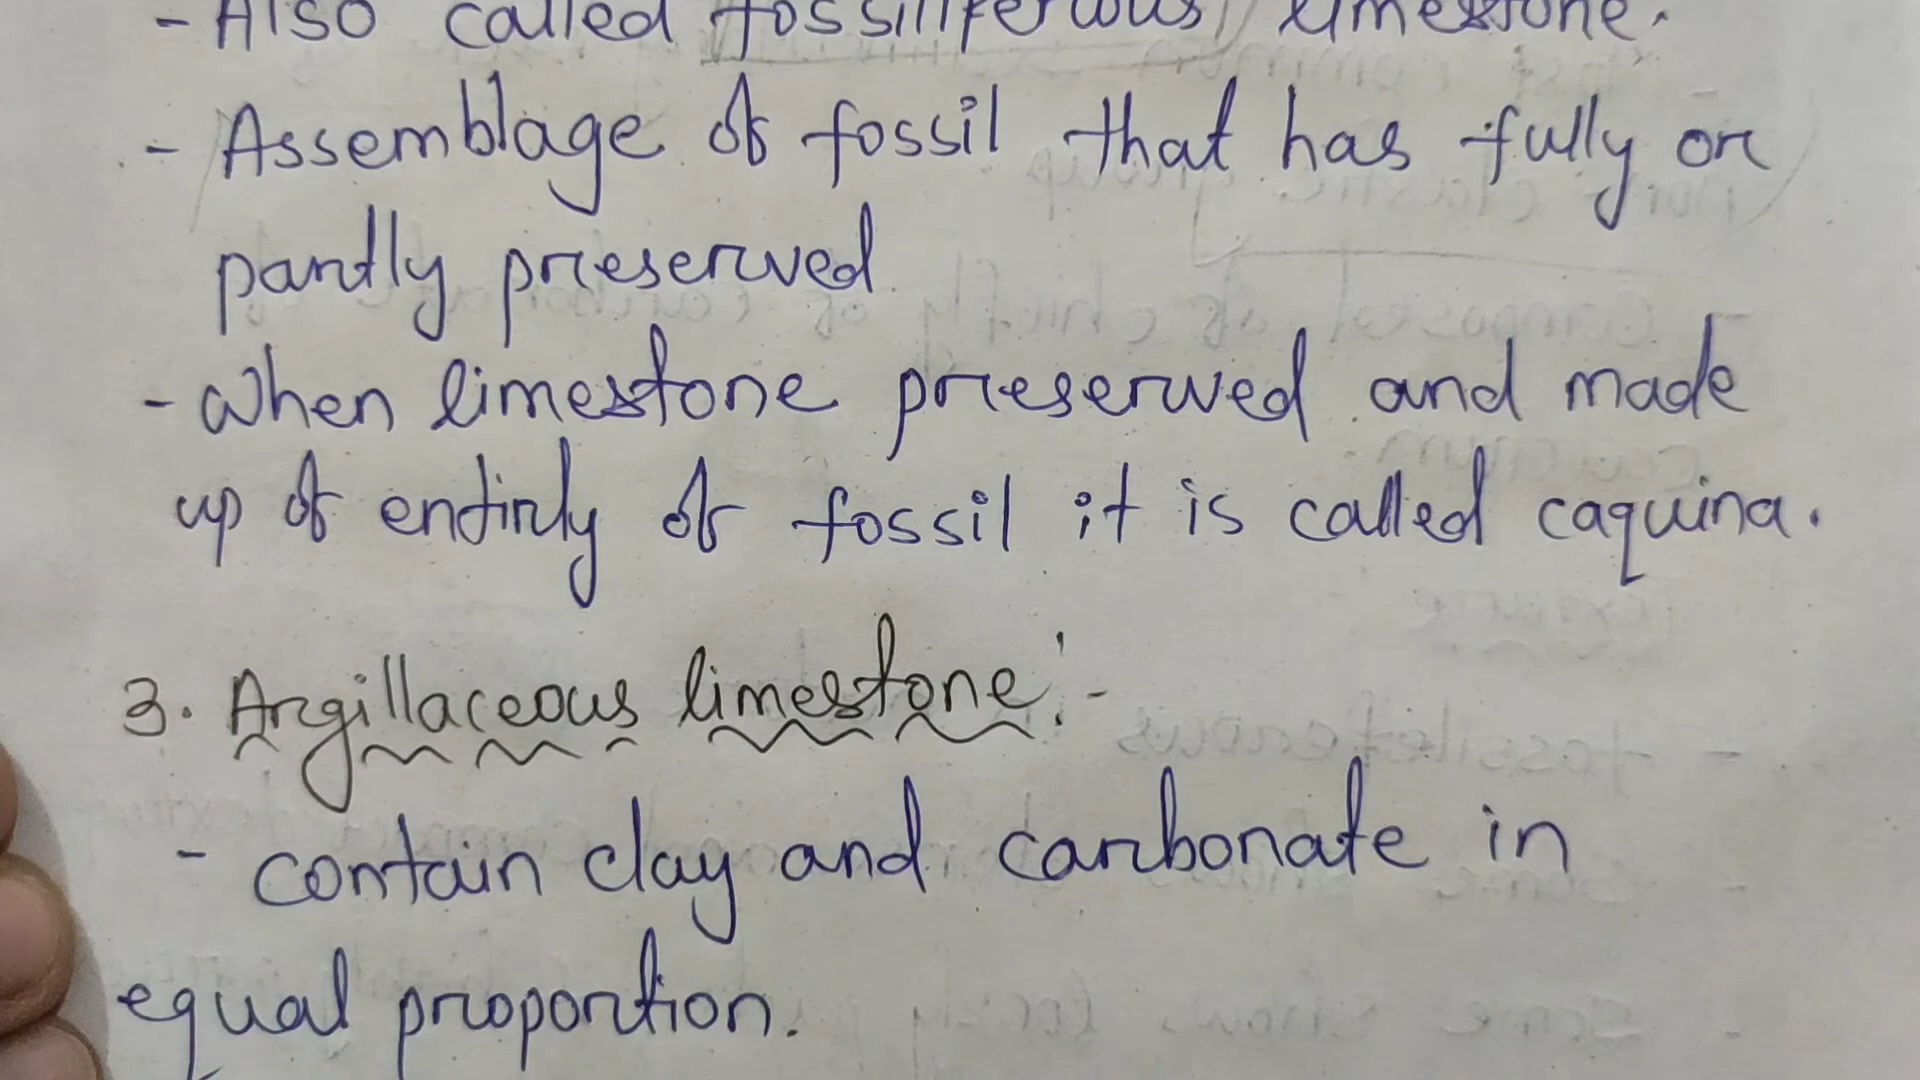 - Also called fossiliferous limestone.
- Assemblage of fossil that has fully or
partly preserved
- When limestone preserved and made
up of entirly of fossil it is called caquina.
3. Argillaceous limestone :-
- contain clay and carbonate in
equal proportion.